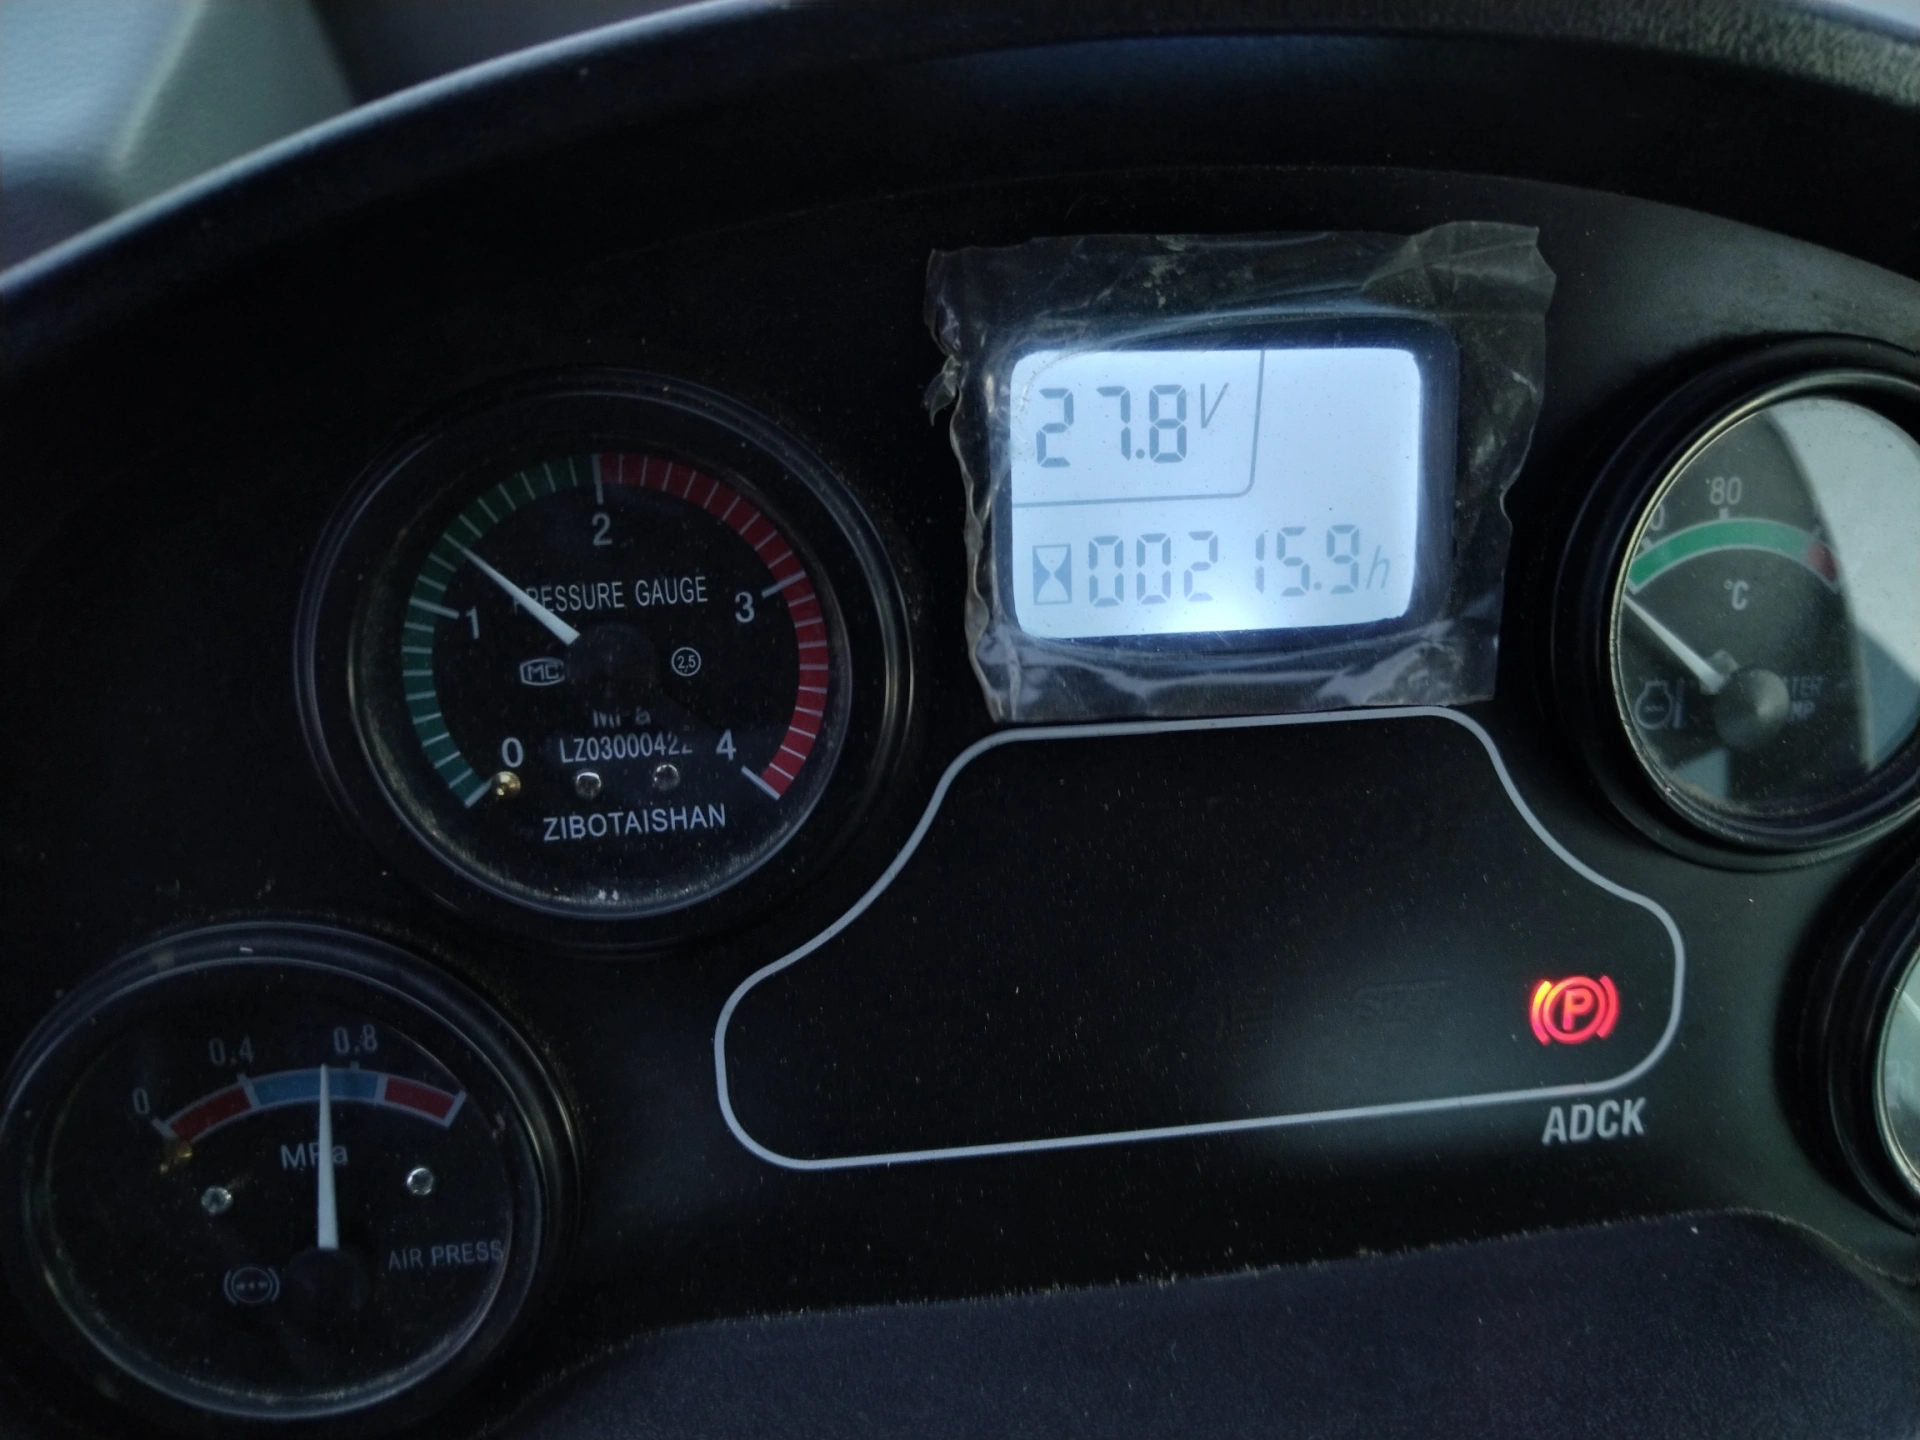 27.8V
00215.9h
2
1
3
PRESSURE GAUGE
MC
2,5
MPa
0
4
ZIBOTAISHAN
80
°C
0
0.4
0.8
MPa
AIR PRESS
P
ADCK